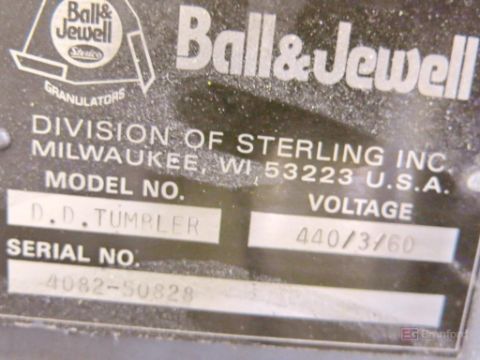 Ball&
Jewell
Sterlco
GRANULATORS
Ball&Jewell
DIVISION OF STERLING INC.
MILWAUKEE, WI 53223 U.S.A.
MODEL NO.
VOLTAGE
D.D.TUMBLER
440/3/60
SERIAL NO.
4082-50828